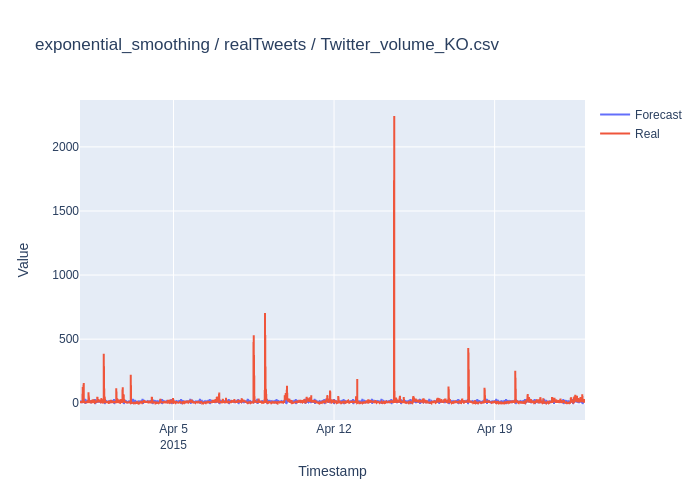 exponential_smoothing / realTweets / Twitter_volume_KO.csv
Forecast
Real
Value
2000
1500
1000
500
0
Apr 5
2015
Apr 12
Apr 19
Timestamp